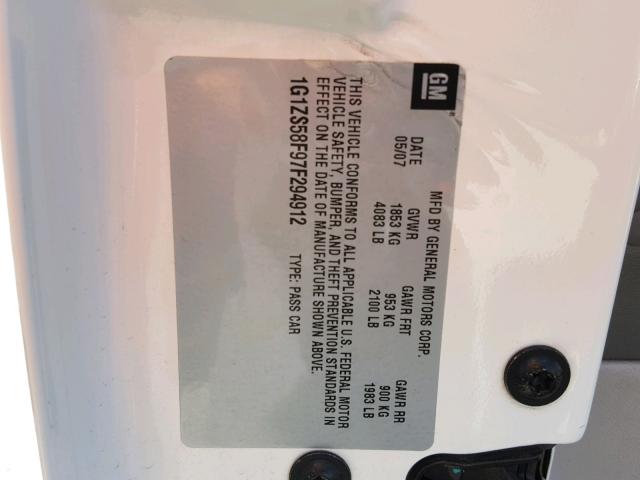 GM
MFD BY GENERAL MOTORS CORP.
DATE GVWR GAWR FRT GAWR RR
05/07 1853 KG 953 KG 900 KG
4083 LB 2100 LB 1983 LB
THIS VEHICLE CONFORMS TO ALL APPLICABLE U.S. FEDERAL MOTOR
VEHICLE SAFETY, BUMPER, AND THEFT PREVENTION STANDARDS IN
EFFECT ON THE DATE OF MANUFACTURE SHOWN ABOVE.
1G1ZS58F97F294912 TYPE: PASS CAR